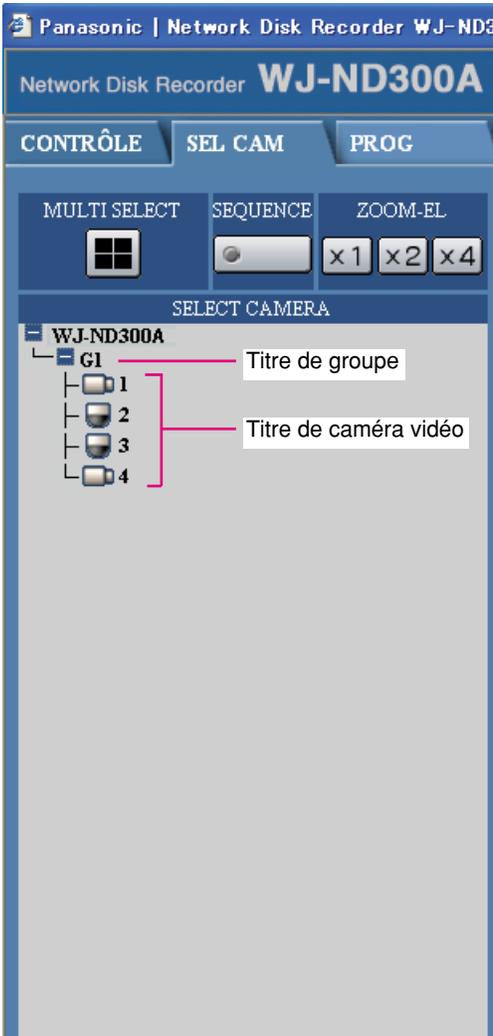 Panasonic | Network Disk Recorder WJ-ND3
Network Disk Recorder WJ-ND300A
CONTRÔLE SEL CAM PROG
MULTI SELECT SEQUENCE ZOOM-EL
x1 x2 x4
SELECT CAMERA
WJ-ND300A
G1 Titre de groupe
1
2 Titre de caméra vidéo
3
4